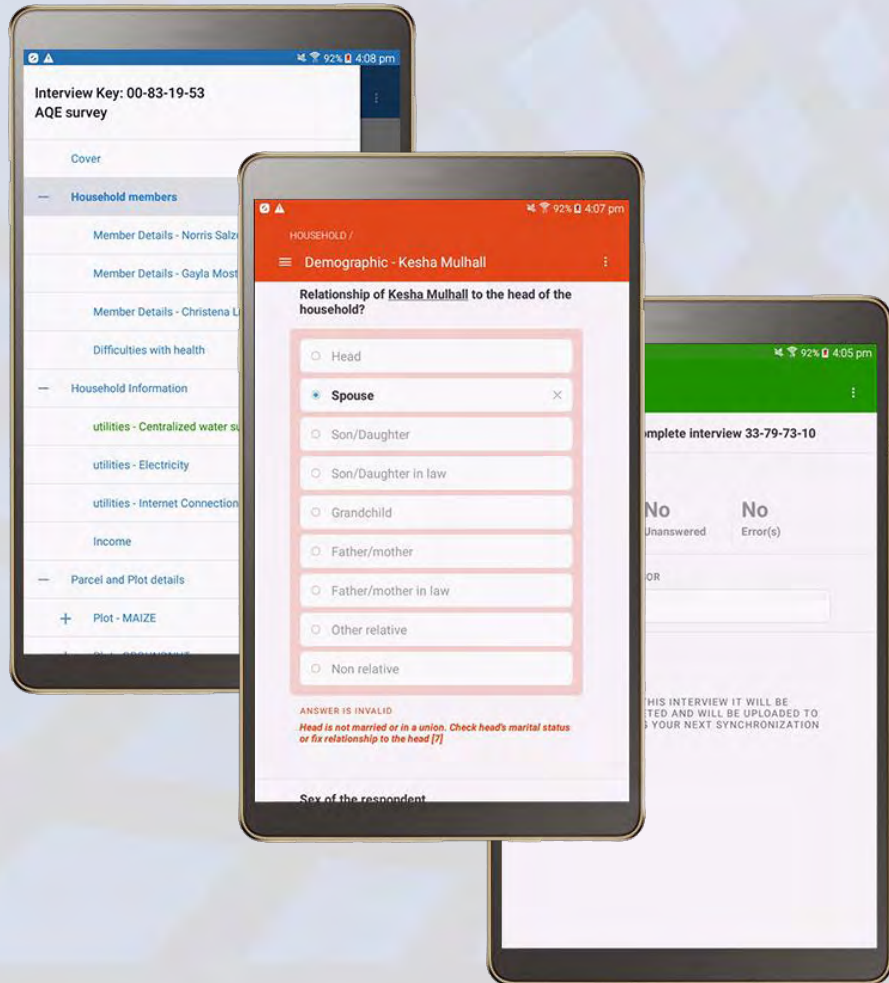 92% 4:08 pm
Interview Key: 00-83-19-53
AQE survey
Cover
Household members
Member Details - Norris
Member Details - Gayla
Member Details - Christena
Difficulties with health
Household Information
utilities - Centralized water
utilities - Electricity
utilities - Internet Connection
Income
Parcel and Plot details
Plot - MAIZE
92% 4:07 pm
HOUSEHOLD /
Demographic - Kesha Mulhall
Relationship of Kesha Mulhall to the head of the
household?
Head
Spouse
Son/Daughter
Son/Daughter in law
Grandchild
Father/mother
Father/mother in law
Other relative
Non relative
ANSWER IS INVALID
Head is not married or in a union. Check head's marital status
or fix relationship to the head [7]
Sex of the respondent
92% 4:05 pm
interview 33-79-73-10
No No
Unanswered Error(s)
THIS INTERVIEW IT WILL BE
AND WILL BE UPLOADED TO
YOUR NEXT SYNCHRONIZATION